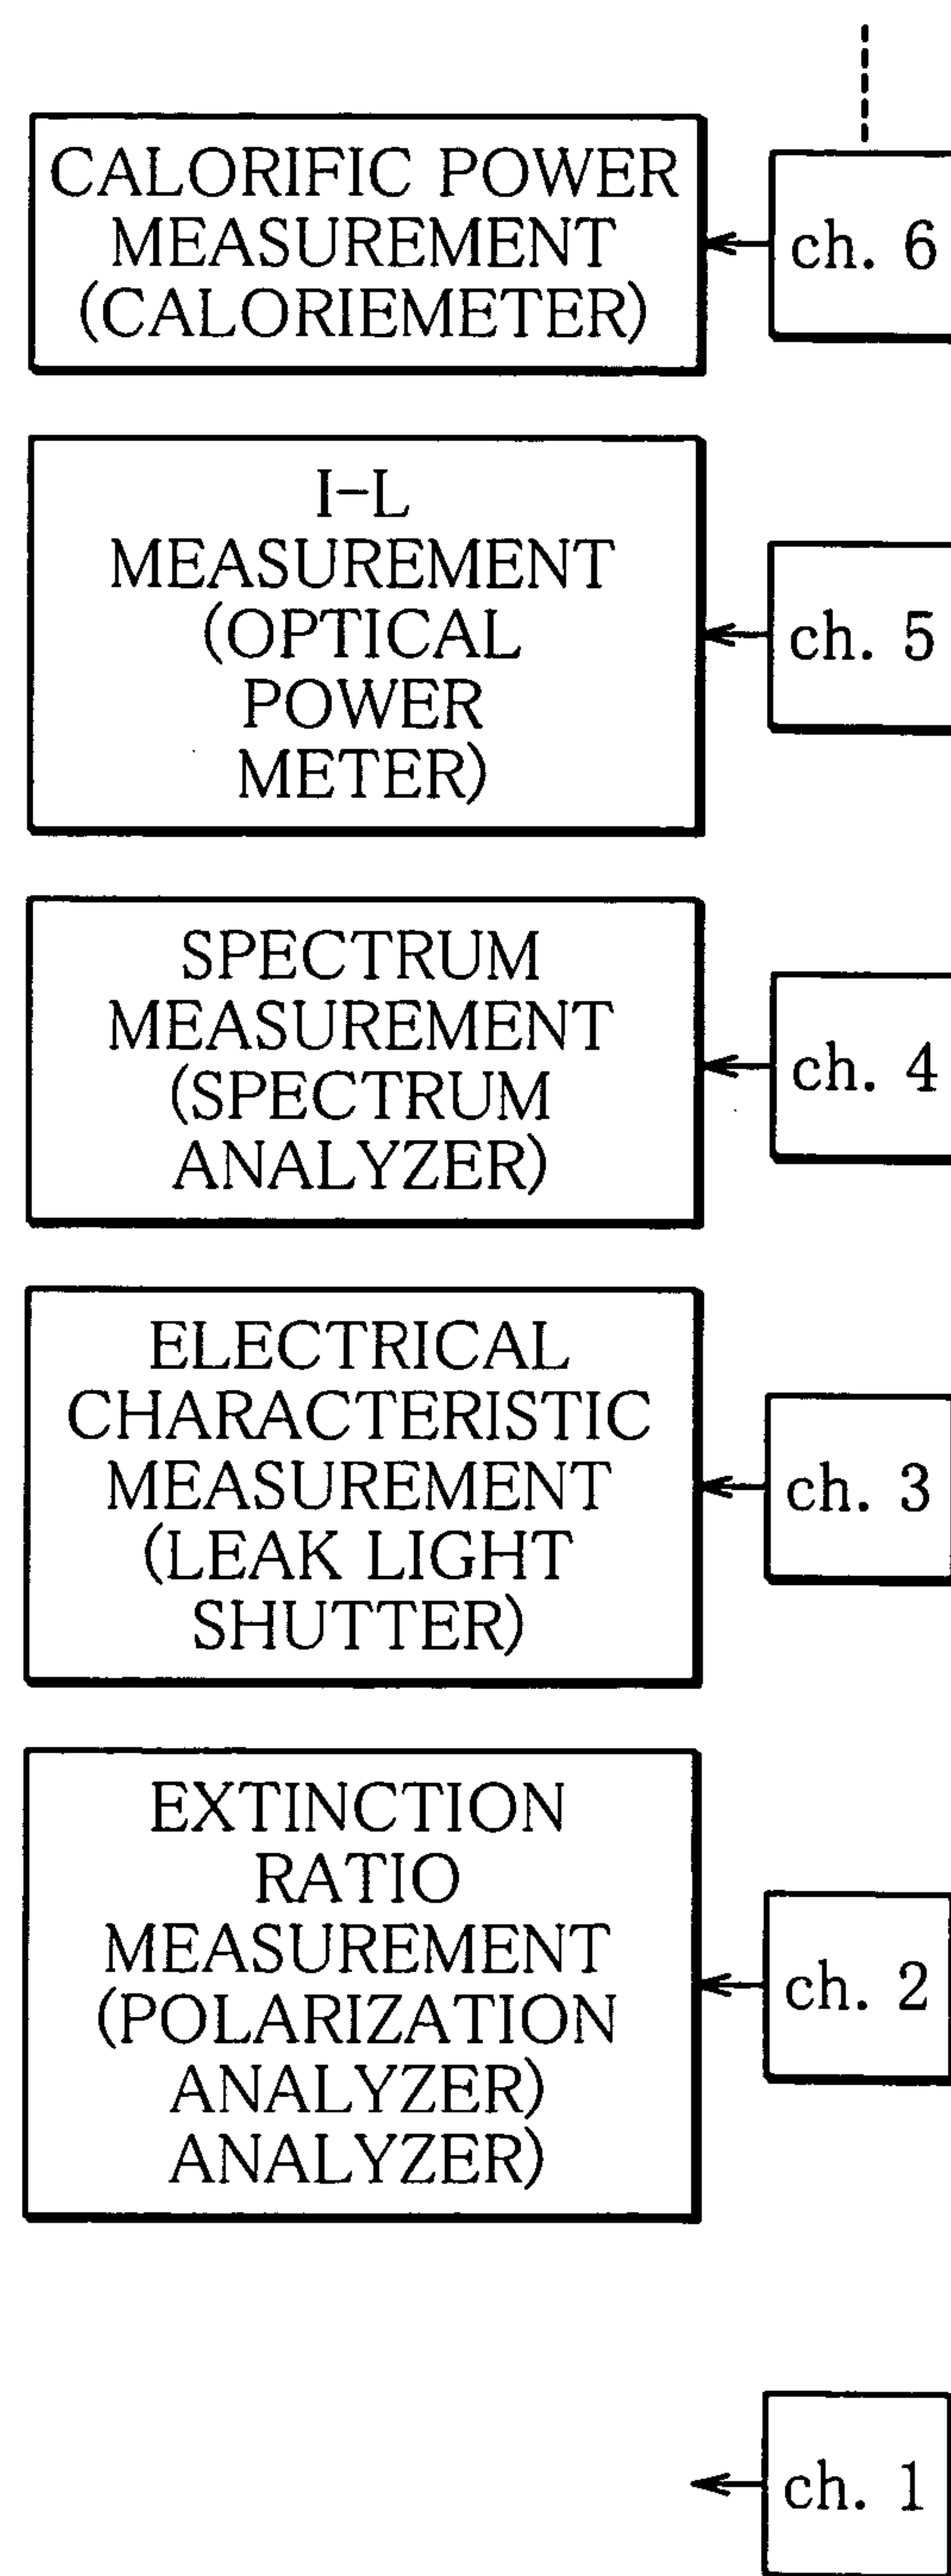 CALORIFIC POWER
MEASUREMENT
(CALORIEMETER)
ch. 6
I-L
MEASUREMENT
(OPTICAL
POWER
METER)
ch. 5
SPECTRUM
MEASUREMENT
(SPECTRUM
ANALYZER)
ch. 4
ELECTRICAL
CHARACTERISTIC
MEASUREMENT
(LEAK LIGHT
SHUTTER)
ch. 3
EXTINCTION
RATIO
MEASUREMENT
(POLARIZATION
ANALYZER)
ANALYZER)
ch. 2
ch. 1